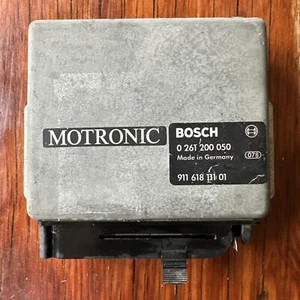 MOTRONIC
BOSCH
0 261 200 050
Made in Germany
078
911 618 111 01